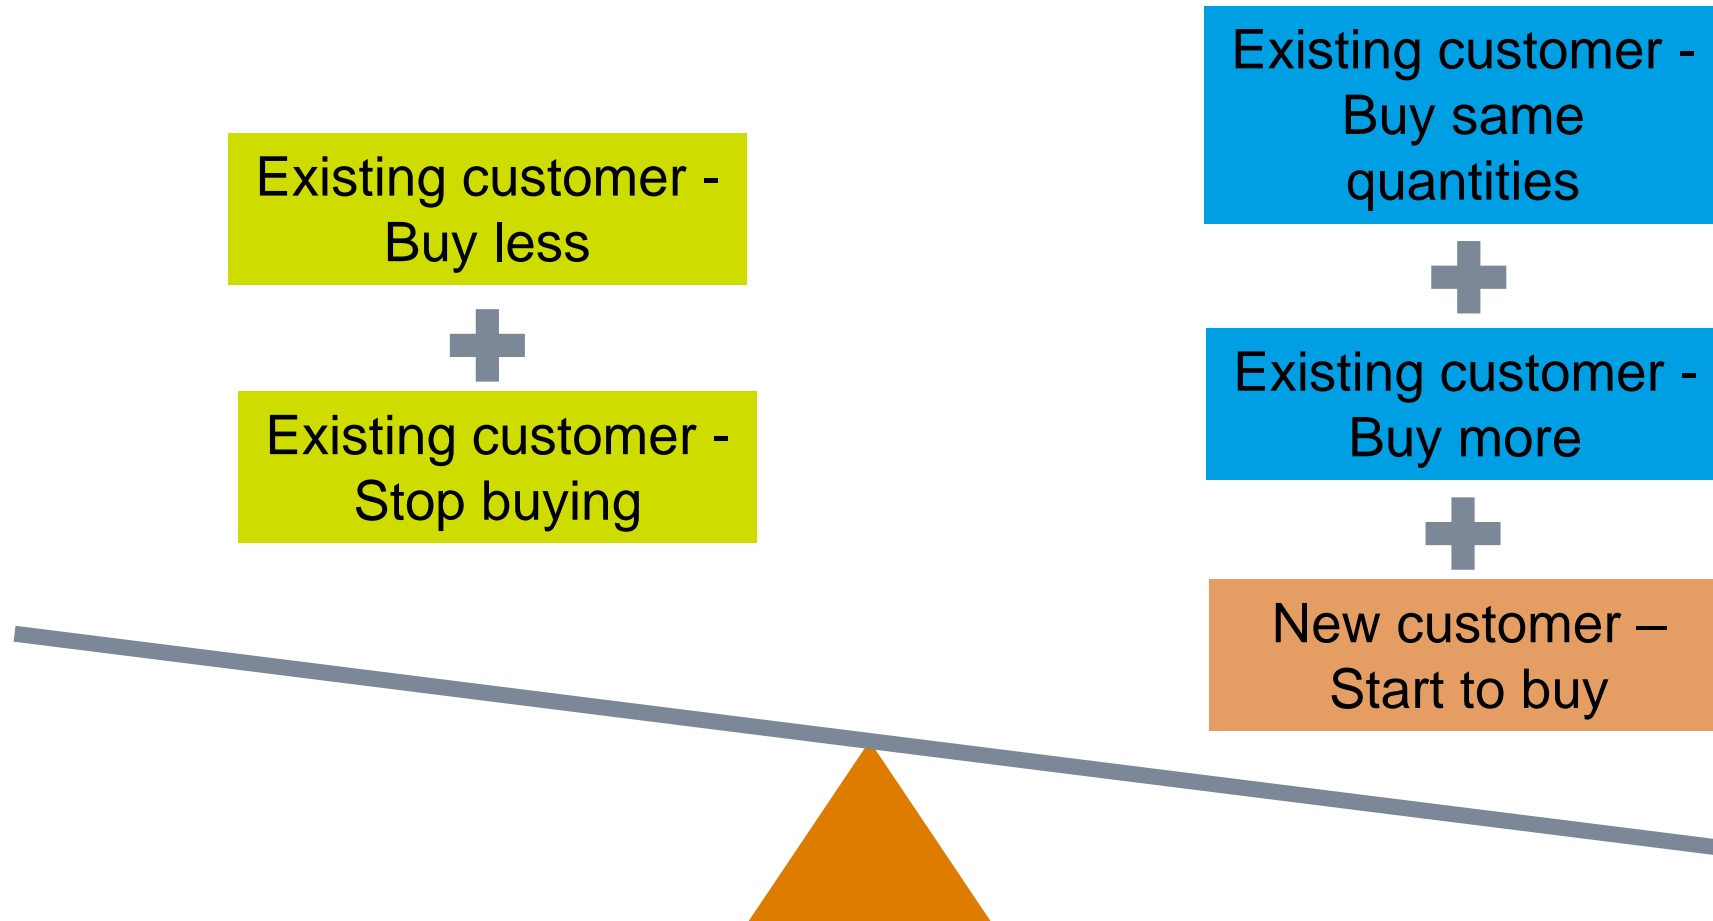 Existing customer -
Buy less
Existing customer -
Stop buying
Existing customer -
Buy same
quantities
Existing customer -
Buy more
New customer –
Start to buy